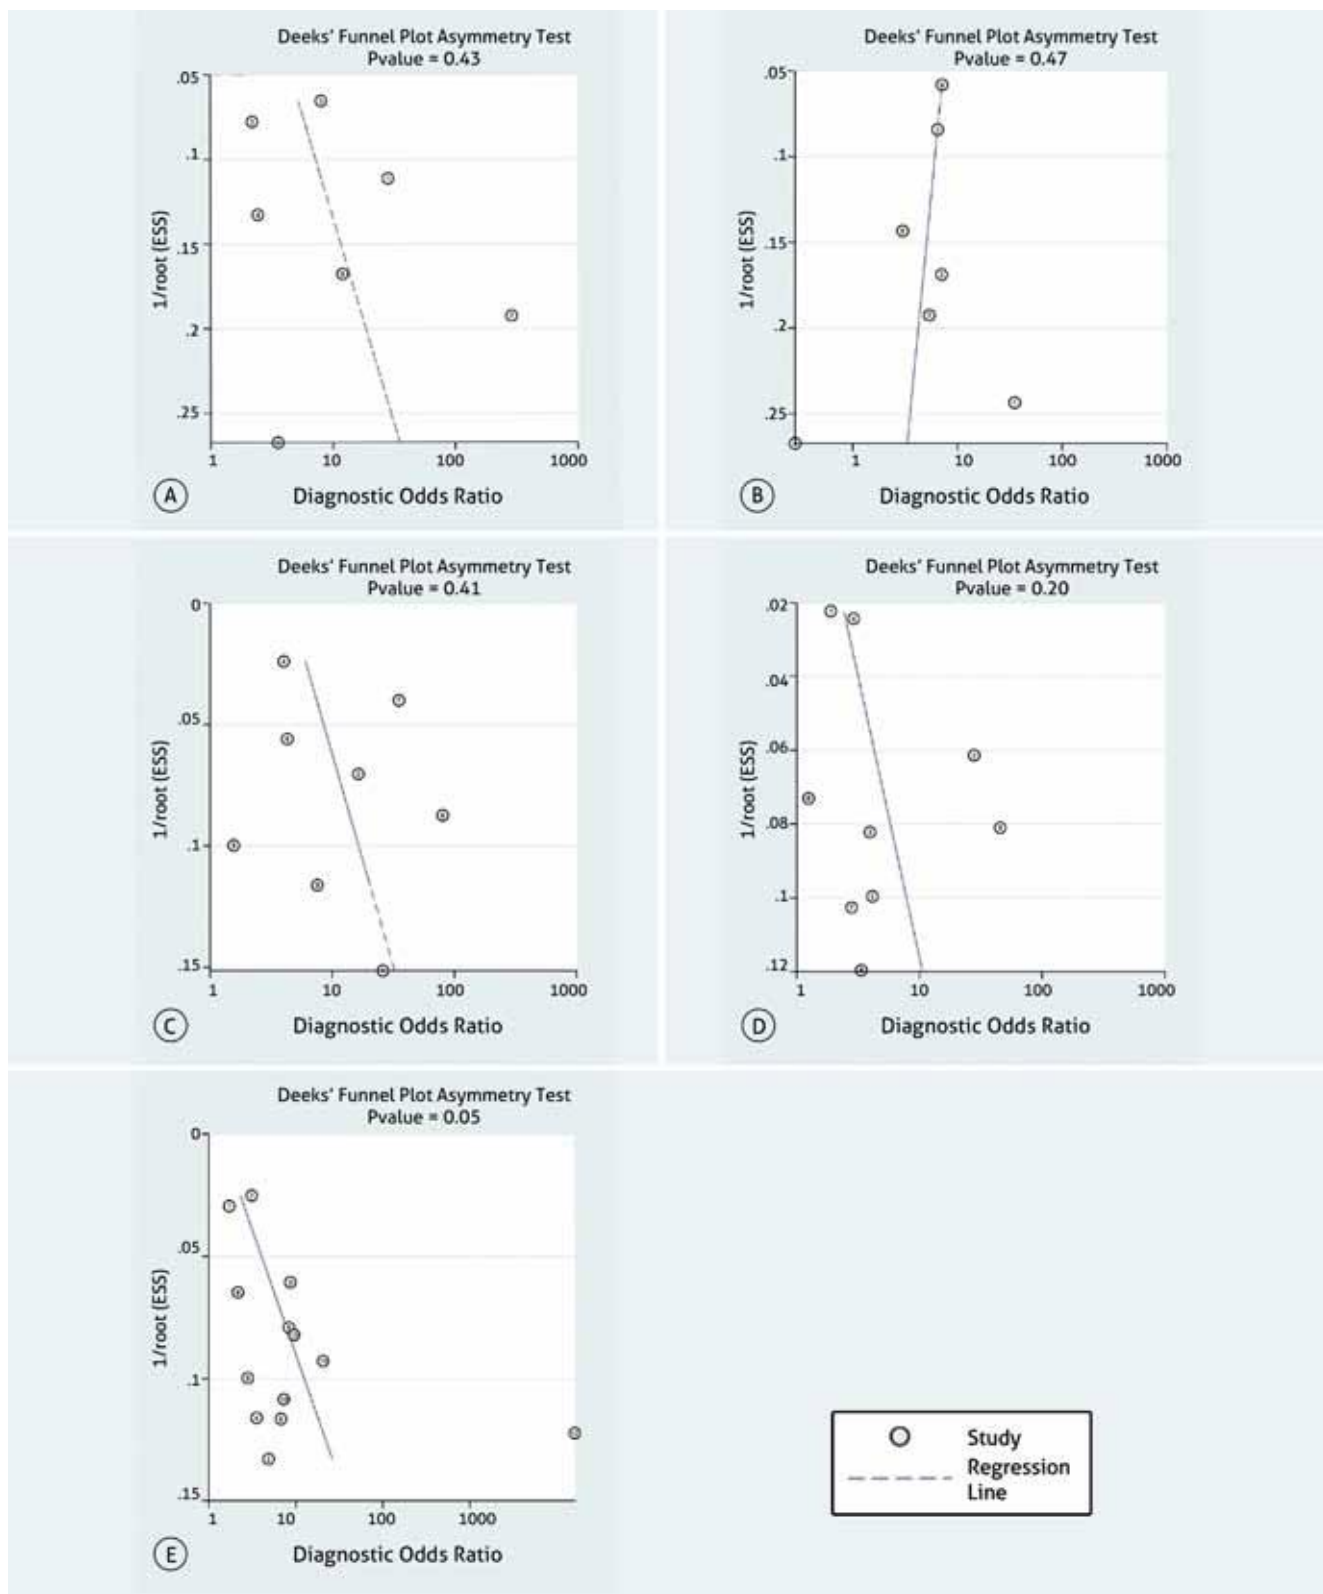 Deeks' Funnel Plot Asymmetry Test
Pvalue = 0.43
.05
.1
.15
.2
.25
1/root (ESS)
1 10 100 1000
A Diagnostic Odds Ratio
Deeks' Funnel Plot Asymmetry Test
Pvalue = 0.47
.05
.1
.15
.2
.25
1/root (ESS)
1 10 100 1000
B Diagnostic Odds Ratio
Deeks' Funnel Plot Asymmetry Test
Pvalue = 0.41
0
.05
.1
.15
1/root (ESS)
1 10 100 1000
C Diagnostic Odds Ratio
Deeks' Funnel Plot Asymmetry Test
Pvalue = 0.20
.02
.04
.06
.08
.1
.12
1/root (ESS)
1 10 100 1000
D Diagnostic Odds Ratio
Deeks' Funnel Plot Asymmetry Test
Pvalue = 0.05
0
.05
.1
.15
1/root (ESS)
1 10 100 1000
E Diagnostic Odds Ratio
Study
Regression
Line